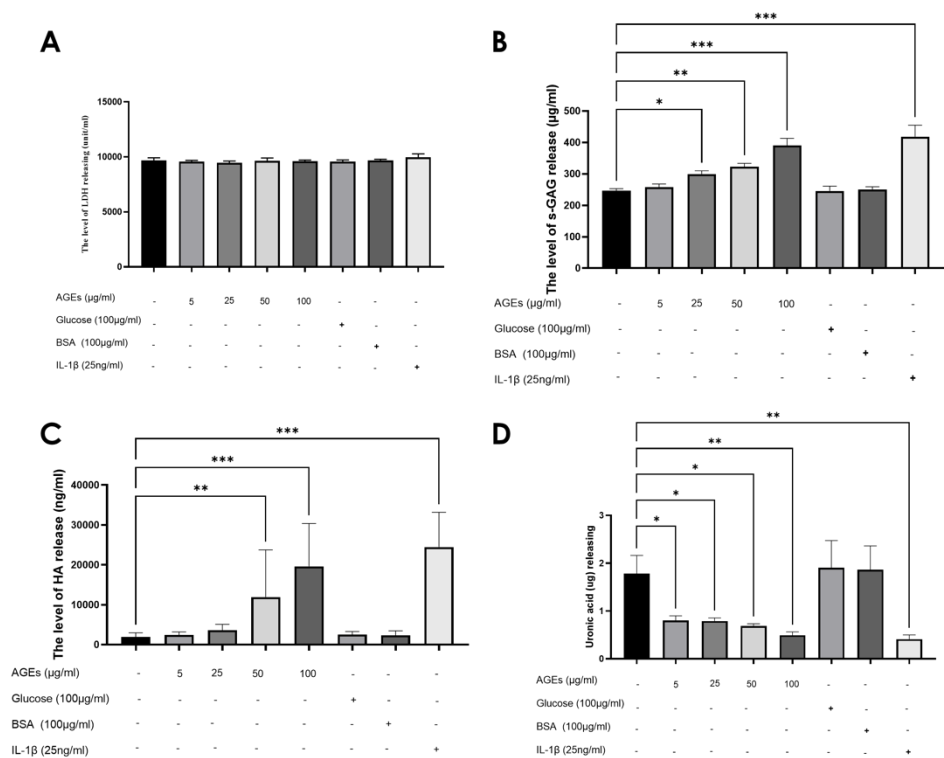 A
The level of LDH releasing (unit/ml)
15000
10000
5000
0
AGEs (µg/ml) - 5 25 50 100 - - -
Glucose (100µg/ml) - - - - - + - -
BSA (100µg/ml) - - - - - - + -
IL-1β (25ng/ml) - - - - - - - +
B
***
***
**
*
The level of s-GAG release (µg/ml)
500
400
300
200
100
0
AGEs (µg/ml) - 5 25 50 100 - - -
Glucose (100µg/ml) - - - - - + - -
BSA (100µg/ml) - - - - - - + -
IL-1β (25ng/ml) - - - - - - - +
C
***
***
**
The level of HA release (ng/ml)
40000
30000
20000
10000
0
AGEs (µg/ml) - 5 25 50 100 - - -
Glucose (100µg/ml) - - - - - + - -
BSA (100µg/ml) - - - - - - + -
IL-1β (25ng/ml) - - - - - - - +
D
**
**
*
*
*
Uronic acid (ug) releasing
3
2
1
0
AGEs (µg/ml) - 5 25 50 100 - - -
Glucose (100µg/ml) - - - - - + - -
BSA (100µg/ml) - - - - - - + -
IL-1β (25ng/ml) - - - - - - - +